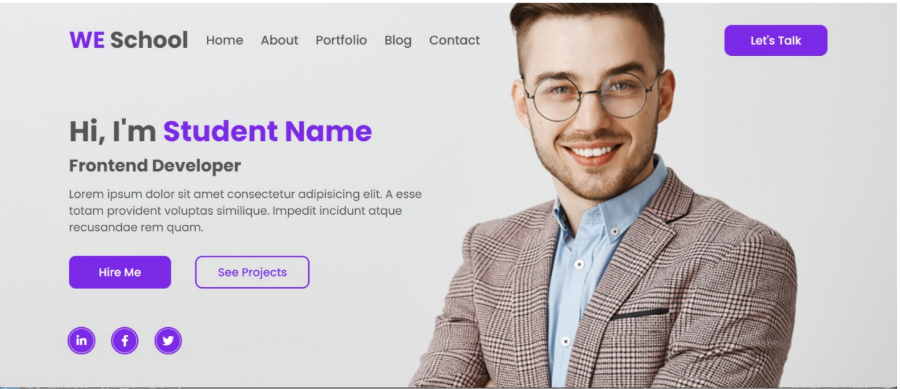 WE School Home About Portfolio Blog Contact Let's Talk
Hi, I'm Student Name
Frontend Developer
Lorem ipsum dolor sit amet consectetur adipisicing elit. A esse
totam provident voluptas similique. Impedit incidunt atque
recusandae rem quam.
Hire Me See Projects
in f